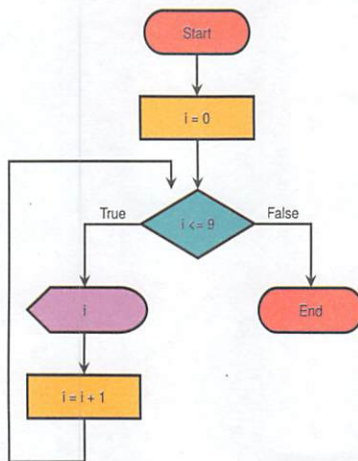 Start
i = 0
i <= 9
True
False
i
End
i = i + 1